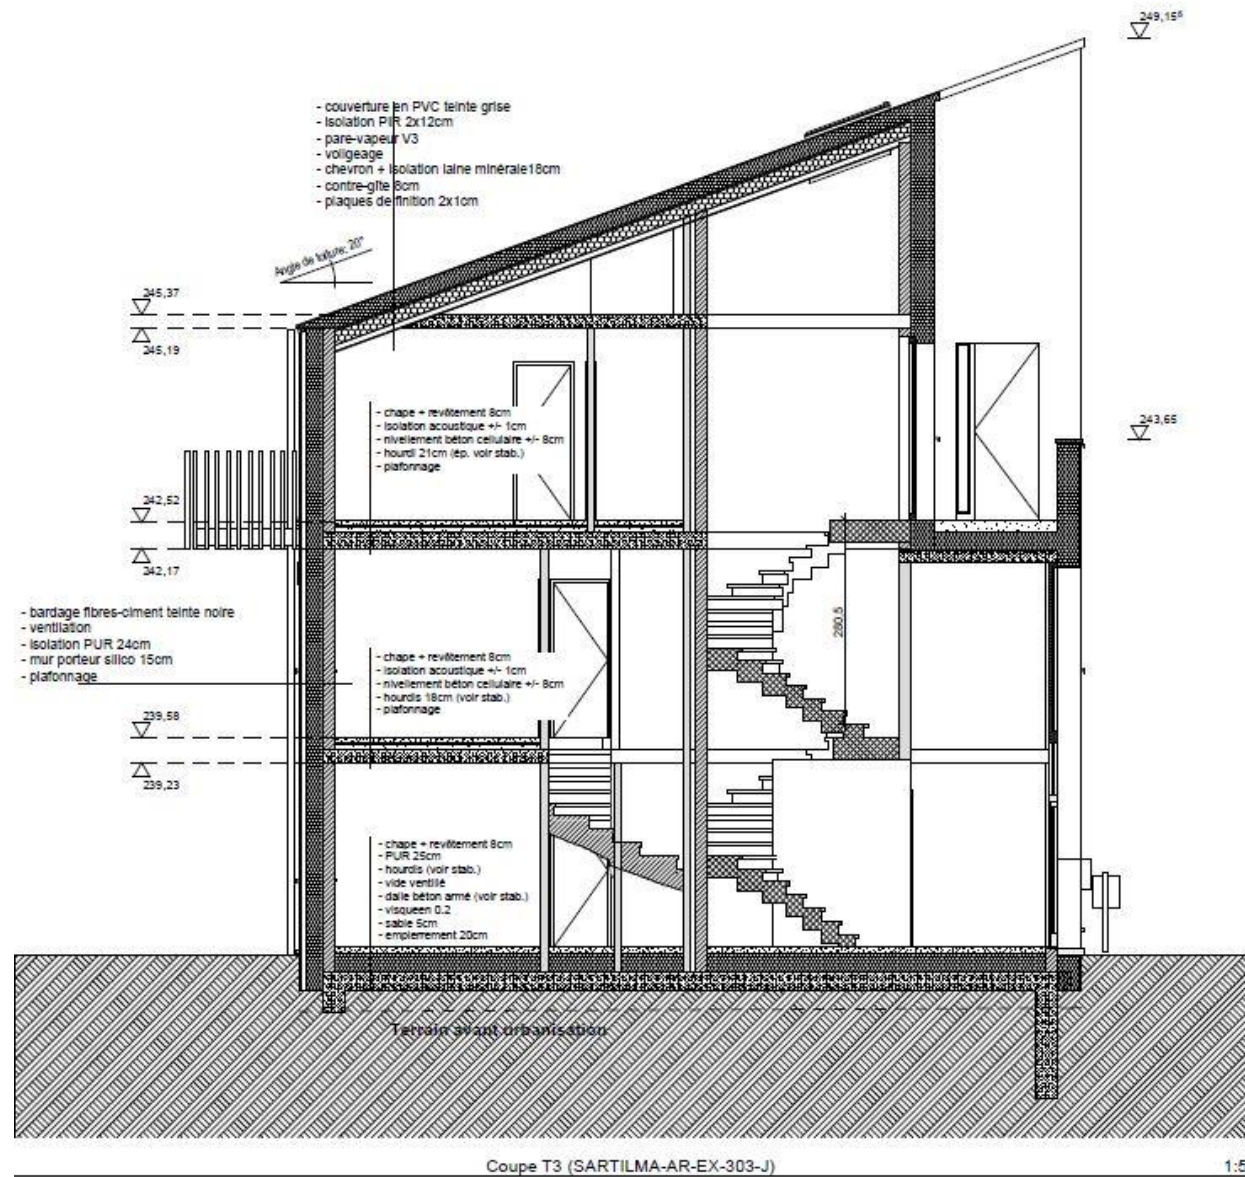 249,15⁵
- couverture en PVC teinte grise
- Isolation PIR 2x12cm
- pare-vapeur V3
- voligeage
- chevron + isolation laine minérale18cm
- contre-gîte 8cm
- plaques de finition 2x1cm
Angle de toiture: 20°
245,37
245,19
- chape + revêtement 8cm
- isolation acoustique +/- 1cm
- nivellement béton cellulaire +/- 8cm
- hourdi 21cm (ép. voir stab.)
- plafonnage
243,65
242,52
242,17
280,5
- bardage fibres-ciment teinte noire
- ventilation
- isolation PUR 24cm
- mur porteur silico 15cm
- plafonnage
- chape + revêtement 8cm
- isolation acoustique +/- 1cm
- nivellement béton cellulaire +/- 8cm
- hourdis 18cm (voir stab.)
- plafonnage
239,58
239,23
- chape + revêtement 8cm
- PUR 25cm
- hourdis (voir stab.)
- vide ventilé
- dalle béton armé (voir stab.)
- visqueen 0.2
- sable 5cm
- empierrement 20cm
Terrain avant urbanisation
Coupe T3 (SARTILMA-AR-EX-303-J)
1:5